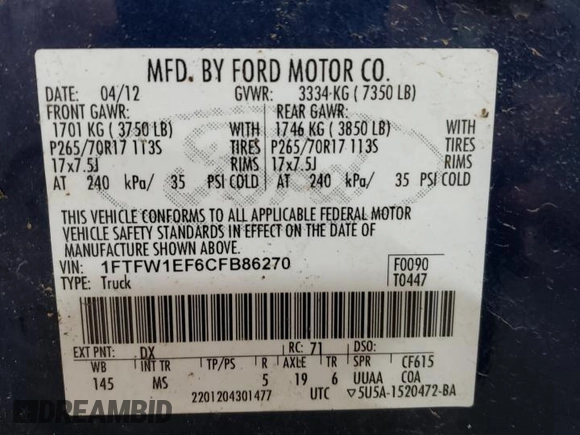 MFD. BY FORD MOTOR CO.
DATE: 04/12 GVWR: 3334 KG ( 7350 LB)
FRONT GAWR: REAR GAWR:
1701 KG ( 3750 LB) WITH 1746 KG ( 3850 LB) WITH
P265/70R17 113S TIRES P265/70R17 113S TIRES
17x7.5J RIMS 17x7.5J RIMS
AT 240 kPa/ 35 PSI COLD AT 240 kPa/ 35 PSI COLD
THIS VEHICLE CONFORMS TO ALL APPLICABLE FEDERAL MOTOR
VEHICLE SAFETY STANDARDS IN EFFECT ON THE DATE OF
MANUFACTURE SHOWN ABOVE.
VIN: 1FTFW1EF6CFB86270 F0090
TYPE: Truck T0447
EXT PNT: DX RC: 71 DSO: CF615
WB INT TR TP/PS R AXLE TR SPR COA
145 MS 5 19 6 UUAA
2201204301477 UTC ▽5U5A-1520472-BA
Ford